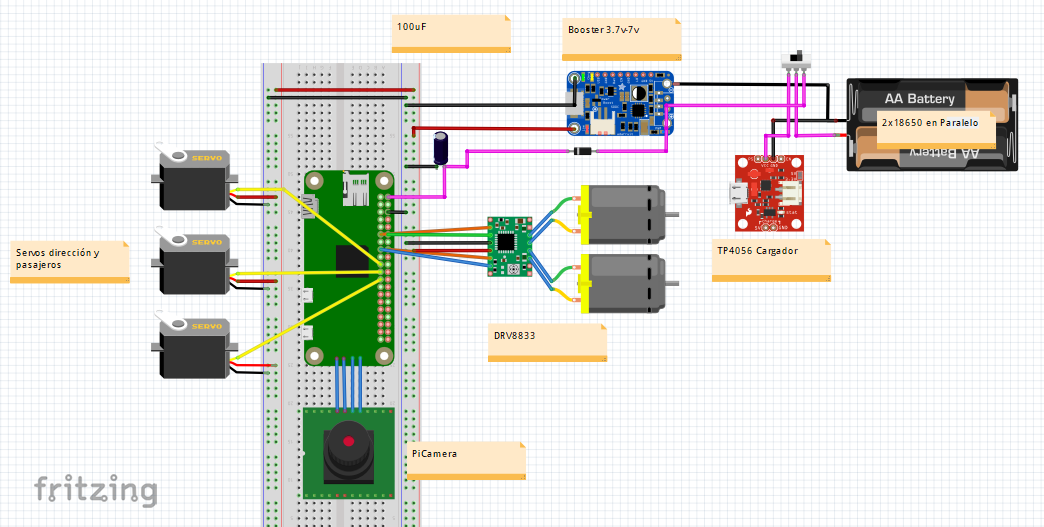 100uF
Booster 3.7v-7v
AA Battery
2x18650 en Paralelo
AA Battery
SERVO
SERVO
SERVO
Servos dirección y
pasajeros
TP4056 Cargador
DRV8833
PiCamera
fritzing